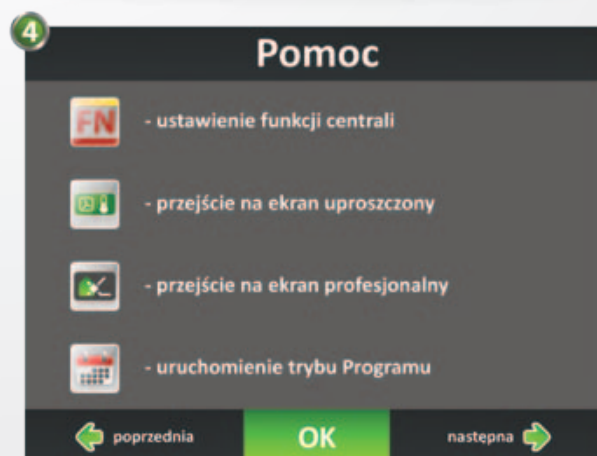 4
Pomoc
FN - ustawienie funkcji centrali
- przejście na ekran uproszczony
- przejście na ekran profesjonalny
- uruchomienie trybu Programu
poprzednia OK następna